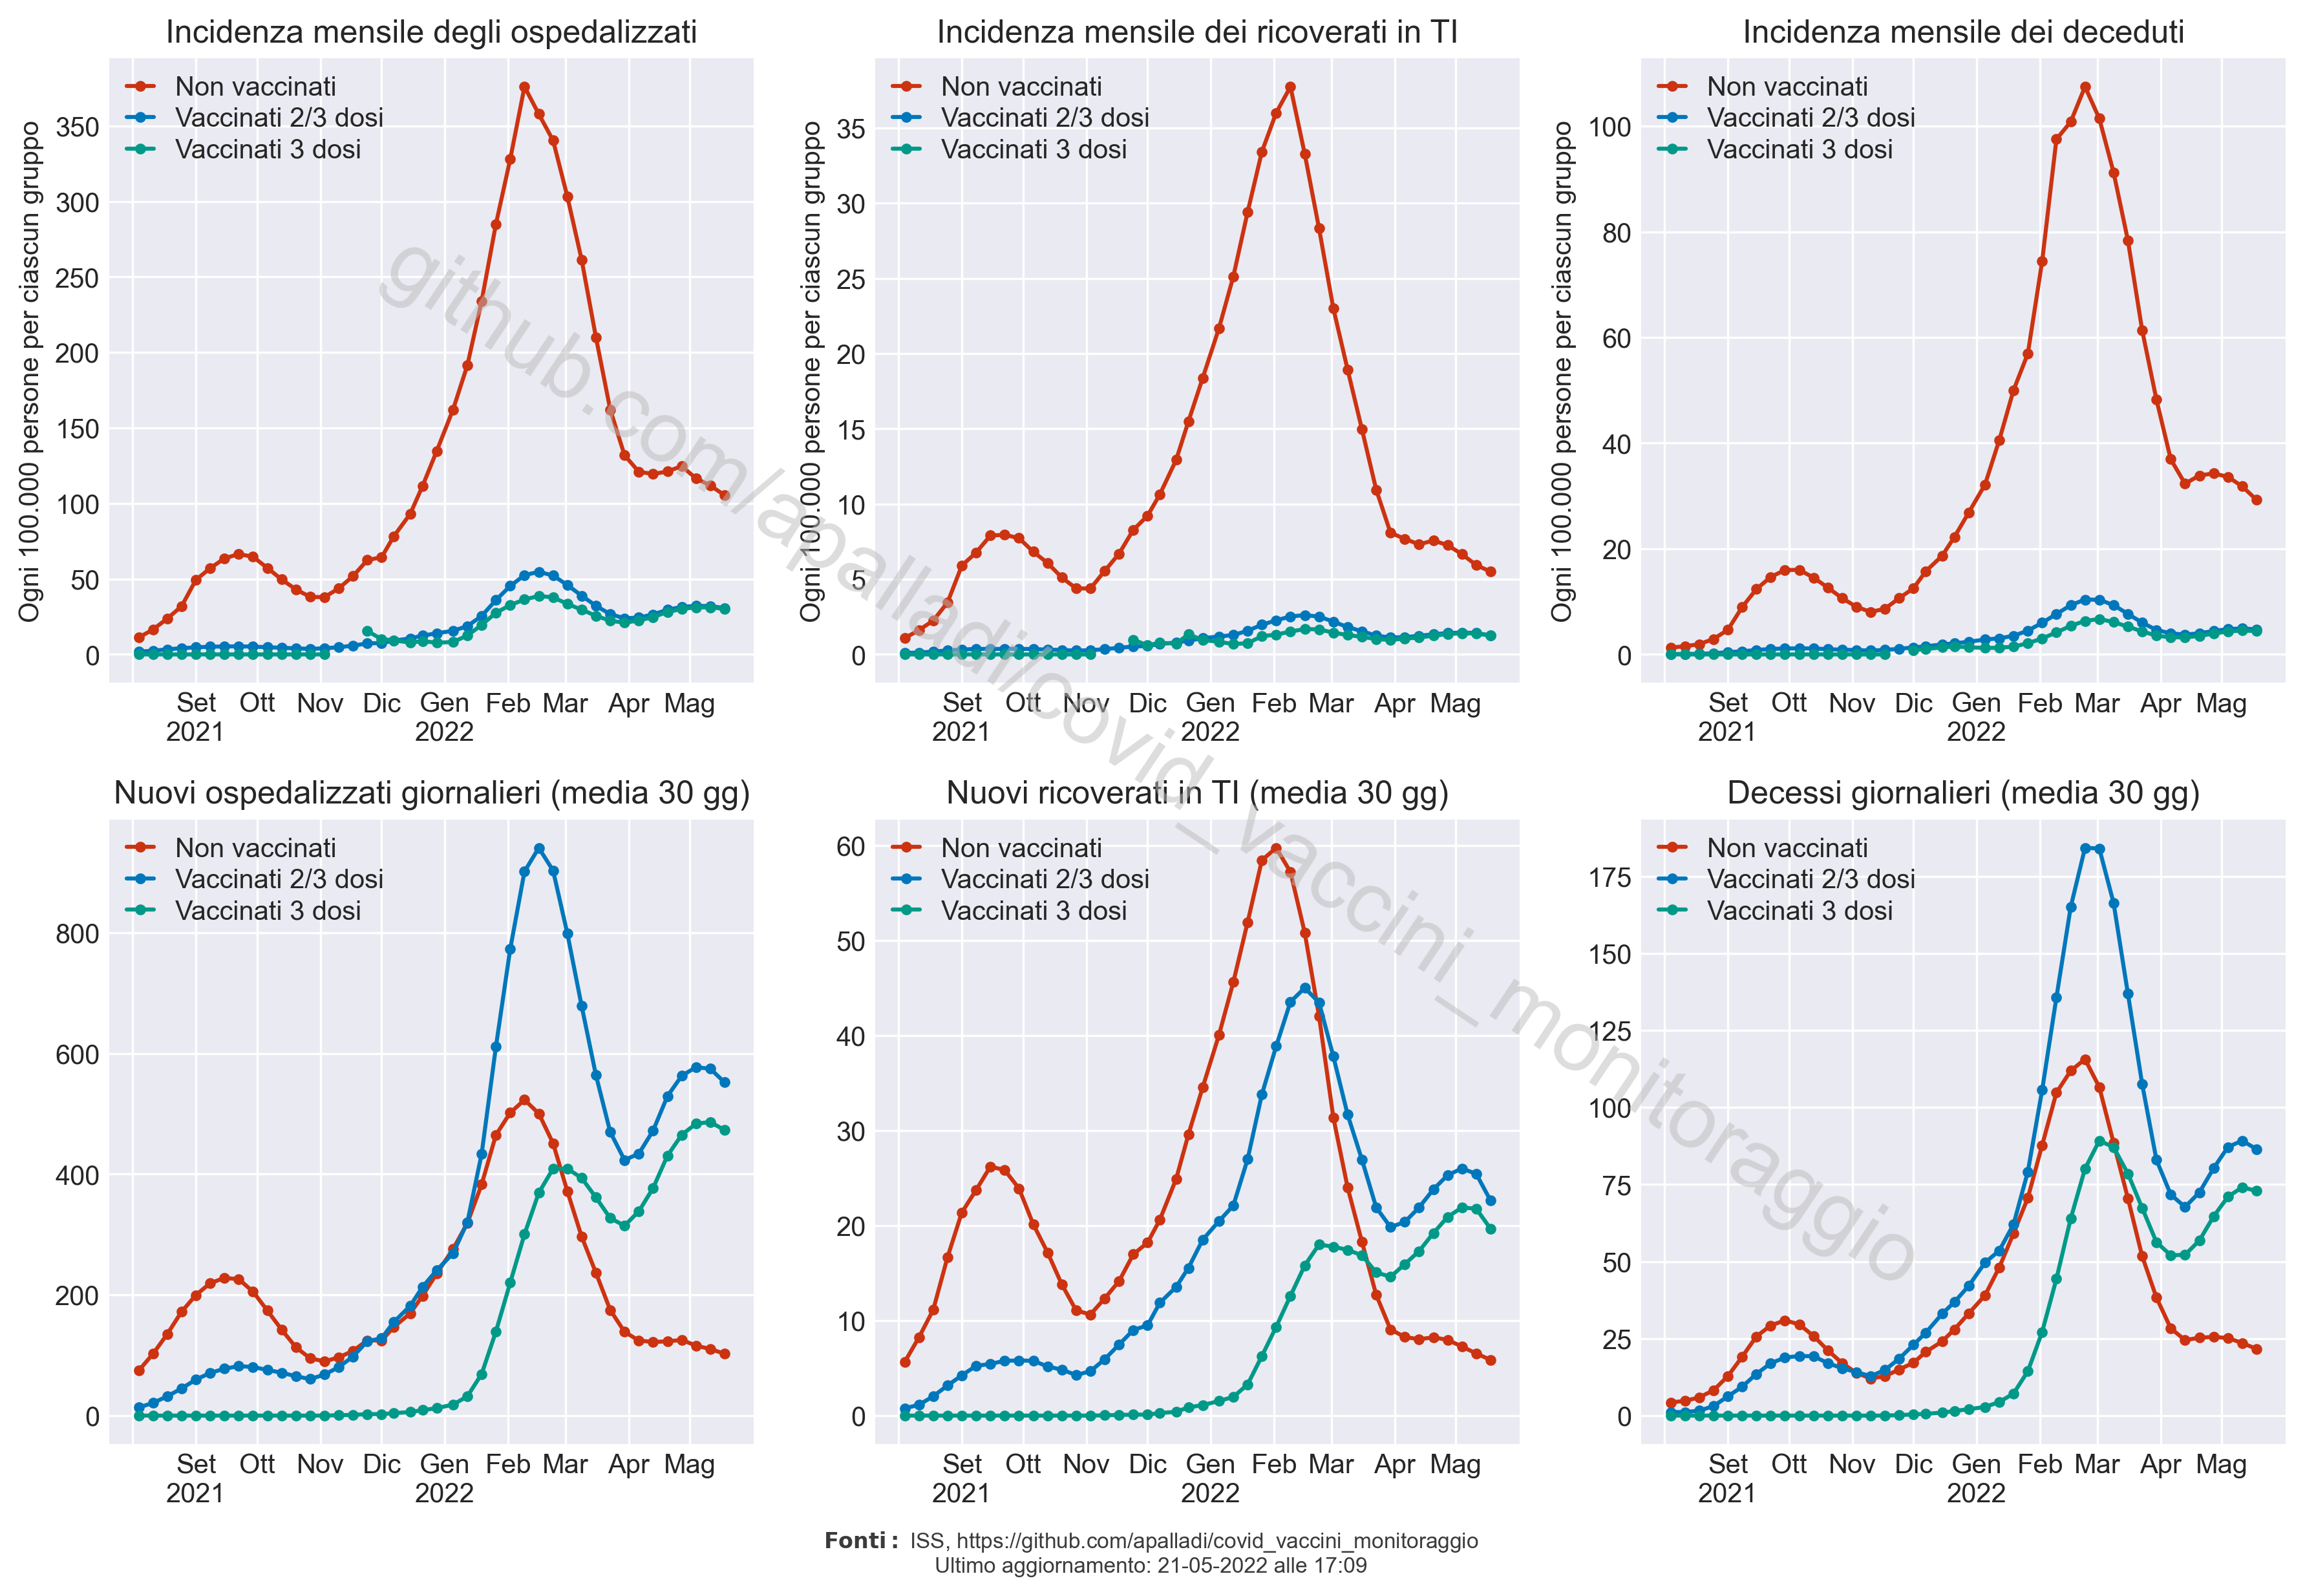 Incidenza mensile degli ospedalizzati
Ogni 100.000 persone per ciascun gruppo
Non vaccinati
Vaccinati 2/3 dosi
Vaccinati 3 dosi
350
300
250
200
150
100
50
0
Set Ott Nov Dic Gen Feb Mar Apr Mag
2021 2022
Incidenza mensile dei ricoverati in TI
Ogni 100.000 persone per ciascun gruppo
Non vaccinati
Vaccinati 2/3 dosi
Vaccinati 3 dosi
35
30
25
20
15
10
5
0
Set Ott Nov Dic Gen Feb Mar Apr Mag
2021 2022
Incidenza mensile dei deceduti
Ogni 100.000 persone per ciascun gruppo
Non vaccinati
Vaccinati 2/3 dosi
Vaccinati 3 dosi
100
80
60
40
20
0
Set Ott Nov Dic Gen Feb Mar Apr Mag
2021 2022
Nuovi ospedalizzati giornalieri (media 30 gg)
Non vaccinati
Vaccinati 2/3 dosi
Vaccinati 3 dosi
800
600
400
200
0
Set Ott Nov Dic Gen Feb Mar Apr Mag
2021 2022
Nuovi ricoverati in TI (media 30 gg)
Non vaccinati
Vaccinati 2/3 dosi
Vaccinati 3 dosi
60
50
40
30
20
10
0
Set Ott Nov Dic Gen Feb Mar Apr Mag
2021 2022
Decessi giornalieri (media 30 gg)
Non vaccinati
Vaccinati 2/3 dosi
Vaccinati 3 dosi
175
150
125
100
75
50
25
0
Set Ott Nov Dic Gen Feb Mar Apr Mag
2021 2022
github.com/apalladi/covid_vaccini_monitoraggio
Fonti: ISS, https://github.com/apalladi/covid_vaccini_monitoraggio
Ultimo aggiornamento: 21-05-2022 alle 17:09